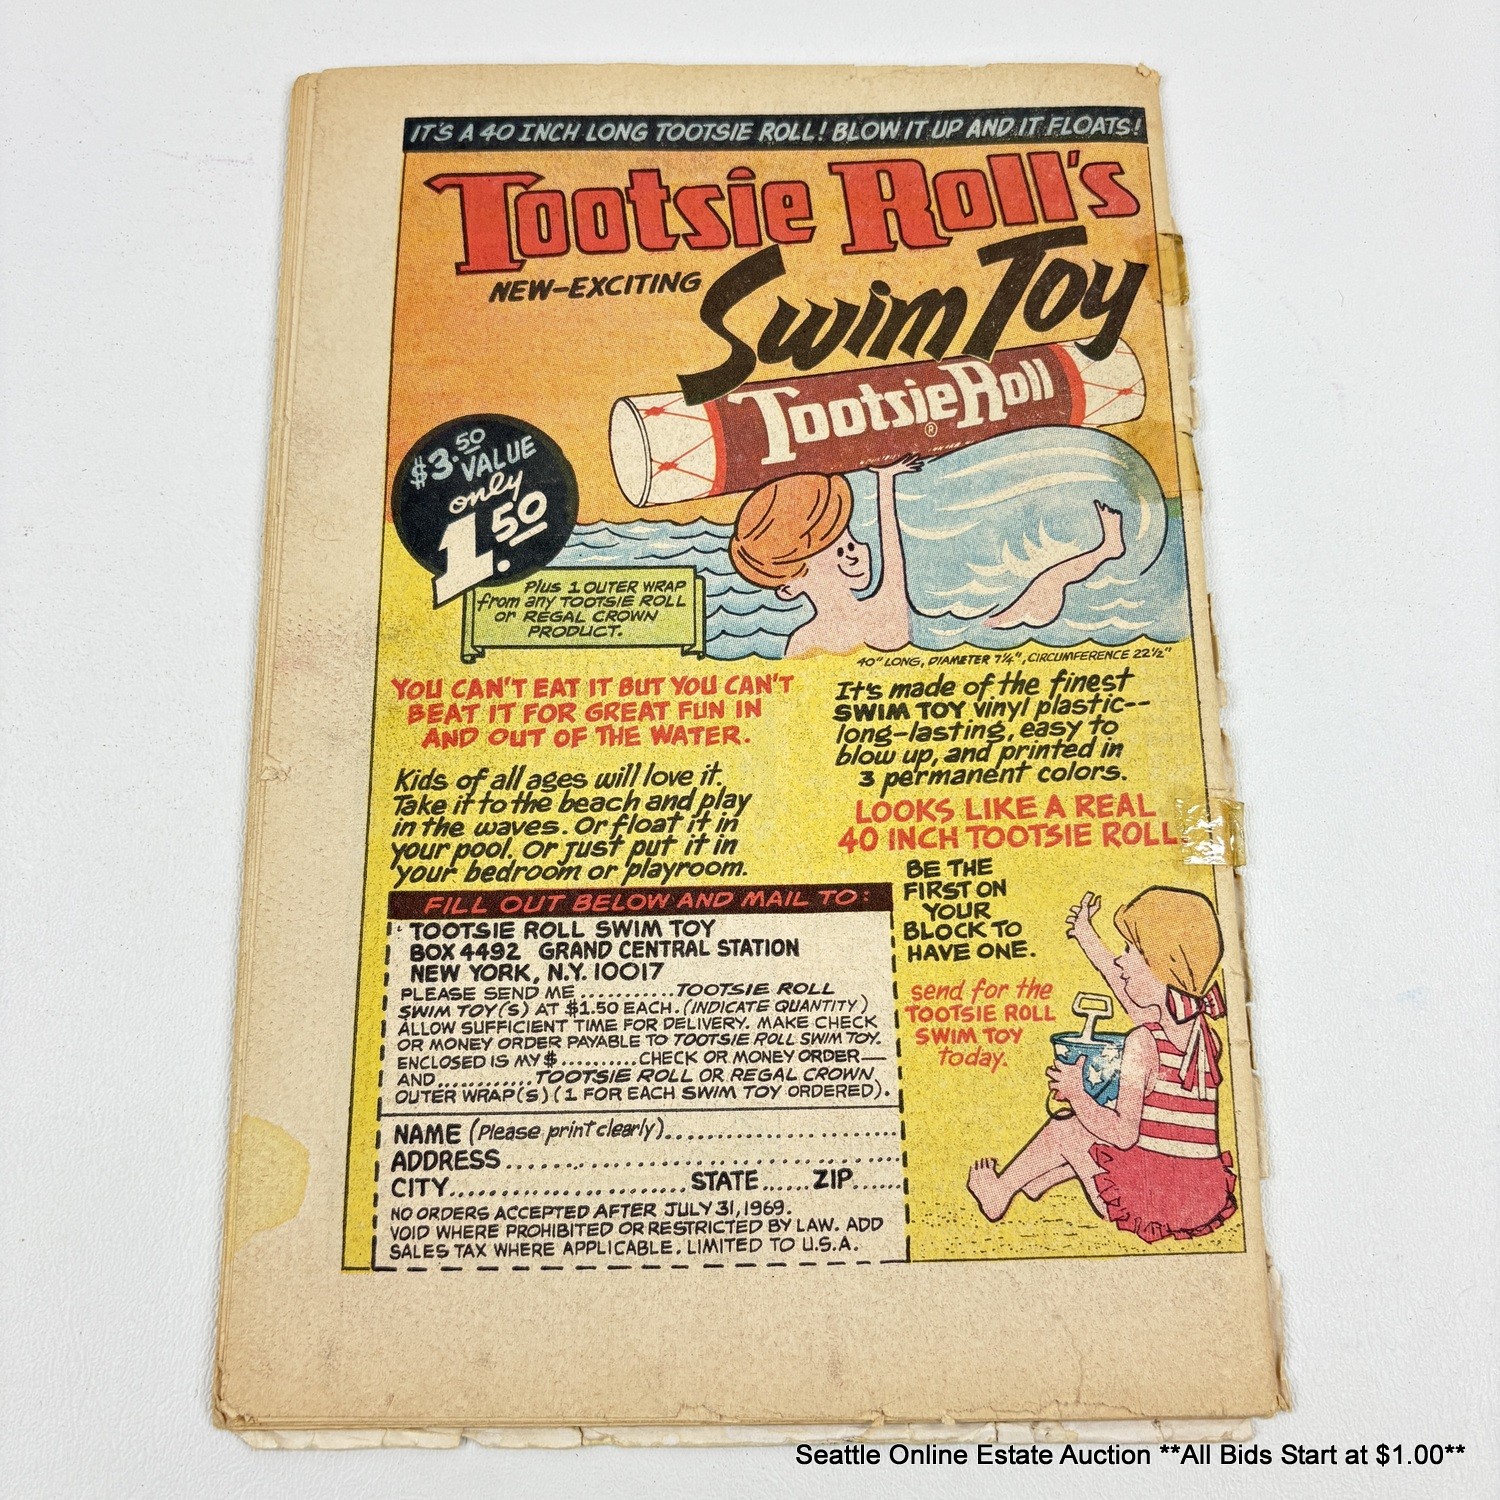 IT'S A 40 INCH LONG TOOTSIE ROLL! BLOW IT UP AND IT FLOATS!
Tootsie Roll's
NEW-EXCITING
Swim Toy
Tootsie Roll
®
$3.50
VALUE
only
1.50
Plus 1 OUTER WRAP
from any TOOTSIE ROLL
or REGAL CROWN
PRODUCT.
40" LONG, DIAMETER 7¼", CIRCUMFERENCE 22½"
YOU CAN'T EAT IT BUT YOU CAN'T
BEAT IT FOR GREAT FUN IN
AND OUT OF THE WATER.
Kids of all ages will love it.
Take it to the beach and play
in the waves. Or float it in
your pool. Or just put it in
your bedroom or playroom.
It's made of the finest
SWIM TOY vinyl plastic--
long-lasting, easy to
blow up, and printed in
3 permanent colors.
LOOKS LIKE A REAL
40 INCH TOOTSIE ROLL
BE THE
FIRST ON
YOUR
BLOCK TO
HAVE ONE.
send for the
TOOTSIE ROLL
SWIM TOY
today.
FILL OUT BELOW AND MAIL TO:
TOOTSIE ROLL SWIM TOY
BOX 4492 GRAND CENTRAL STATION
NEW YORK, N.Y. 10017
PLEASE SEND ME...........TOOTSIE ROLL
SWIM TOY(S) AT $1.50 EACH. (INDICATE QUANTITY)
ALLOW SUFFICIENT TIME FOR DELIVERY. MAKE CHECK
OR MONEY ORDER PAYABLE TO TOOTSIE ROLL SWIM TOY.
ENCLOSED IS MY $..........CHECK OR MONEY ORDER—
AND............TOOTSIE ROLL OR REGAL CROWN
OUTER WRAP(S) (1 FOR EACH SWIM TOY ORDERED).
NAME (Please print clearly)..............................
ADDRESS..............................
CITY........................STATE......ZIP......
NO ORDERS ACCEPTED AFTER JULY 31, 1969.
VOID WHERE PROHIBITED OR RESTRICTED BY LAW. ADD
SALES TAX WHERE APPLICABLE. LIMITED TO U.S.A.
Seattle Online Estate Auction **All Bids Start at $1.00**